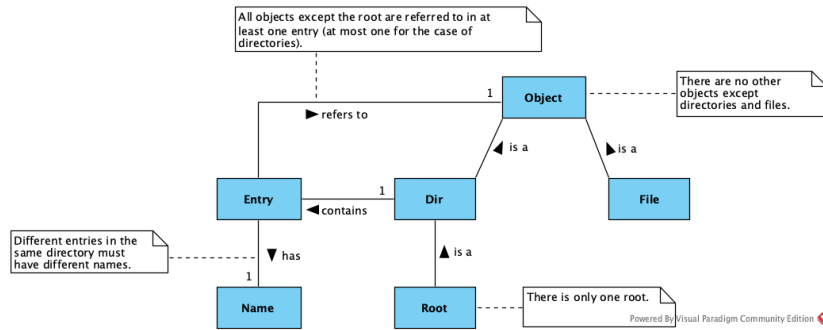 All objects except the root are referred to in at
least one entry (at most one for the case of
directories).
There are no other
objects except
directories and files.
Object
1
► refers to
▲ is a
▲ is a
Entry
1
◄ contains
Dir
File
Different entries in the
same directory must
have different names.
▼ has
▲ is a
1
Name
Root
There is only one root.
Powered By Visual Paradigm Community Edition